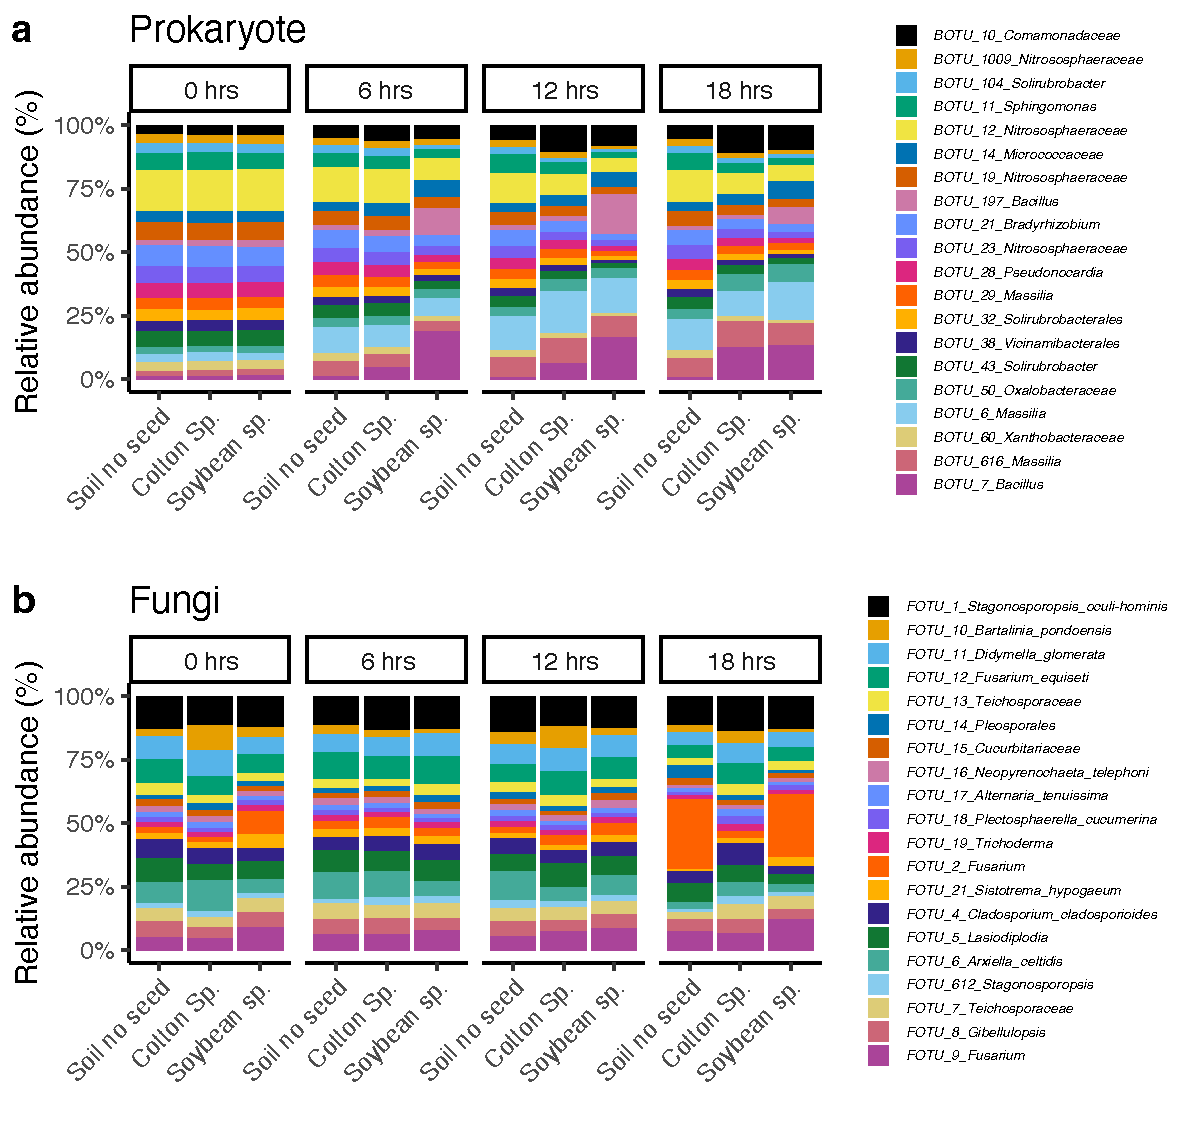 a
Prokaryote
0 hrs
6 hrs
12 hrs
18 hrs
Relative abundance (%)
100%
75%
50%
25%
0%
Soil no seed
Cotton Sp.
Soybean sp.
Soil no seed
Cotton Sp.
Soybean sp.
Soil no seed
Cotton Sp.
Soybean sp.
Soil no seed
Cotton Sp.
Soybean sp.
BOTU_10_Comamonadaceae
BOTU_1009_Nitrososphaeraceae
BOTU_104_Solirubrobacter
BOTU_11_Sphingomonas
BOTU_12_Nitrososphaeraceae
BOTU_14_Micrococcaceae
BOTU_19_Nitrososphaeraceae
BOTU_197_Bacillus
BOTU_21_Bradyrhizobium
BOTU_23_Nitrososphaeraceae
BOTU_28_Pseudonocardia
BOTU_29_Massilia
BOTU_32_Solirubrobacterales
BOTU_38_Vicinamibacterales
BOTU_43_Solirubrobacter
BOTU_50_Oxalobacteraceae
BOTU_6_Massilia
BOTU_60_Xanthobacteraceae
BOTU_616_Massilia
BOTU_7_Bacillus
b
Fungi
0 hrs
6 hrs
12 hrs
18 hrs
Relative abundance (%)
100%
75%
50%
25%
0%
Soil no seed
Cotton Sp.
Soybean sp.
Soil no seed
Cotton Sp.
Soybean sp.
Soil no seed
Cotton Sp.
Soybean sp.
Soil no seed
Cotton Sp.
Soybean sp.
FOTU_1_Stagonosporopsis_oculi-hominis
FOTU_10_Bartalinia_pondoensis
FOTU_11_Didymella_glomerata
FOTU_12_Fusarium_equiseti
FOTU_13_Teichosporaceae
FOTU_14_Pleosporales
FOTU_15_Cucurbitariaceae
FOTU_16_Neopyrenochaeta_telephoni
FOTU_17_Alternaria_tenuissima
FOTU_18_Plectosphaerella_cucumerina
FOTU_19_Trichoderma
FOTU_2_Fusarium
FOTU_21_Sistotrema_hypogaeum
FOTU_4_Cladosporium_cladosporioides
FOTU_5_Lasiodiplodia
FOTU_6_Arxiella_celtidis
FOTU_612_Stagonosporopsis
FOTU_7_Teichosporaceae
FOTU_8_Gibellulopsis
FOTU_9_Fusarium